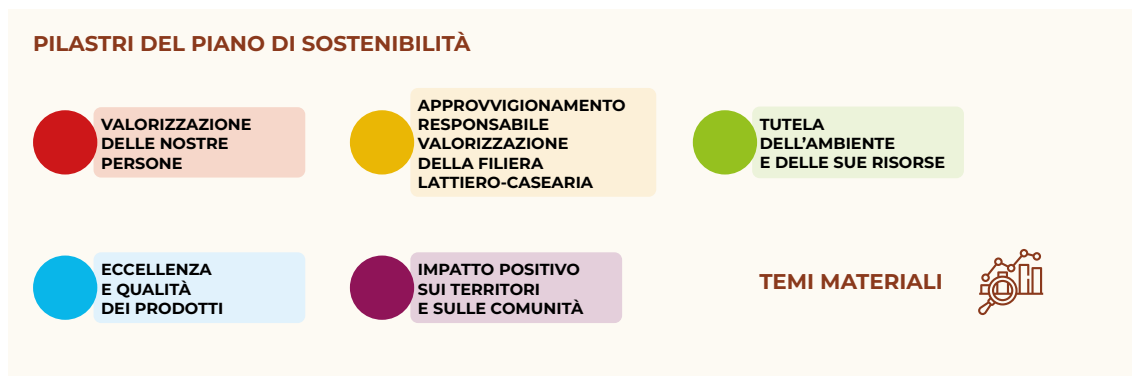 PILASTRI DEL PIANO DI SOSTENIBILITÀ
VALORIZZAZIONE
DELLE NOSTRE
PERSONE
APPROVVIGIONAMENTO
RESPONSABILE
VALORIZZAZIONE
DELLA FILIERA
LATTIERO-CASEARIA
TUTELA
DELL’AMBIENTE
E DELLE SUE RISORSE
ECCELLENZA
E QUALITÀ
DEI PRODOTTI
IMPATTO POSITIVO
SUI TERRITORI
E SULLE COMUNITÀ
TEMI MATERIALI